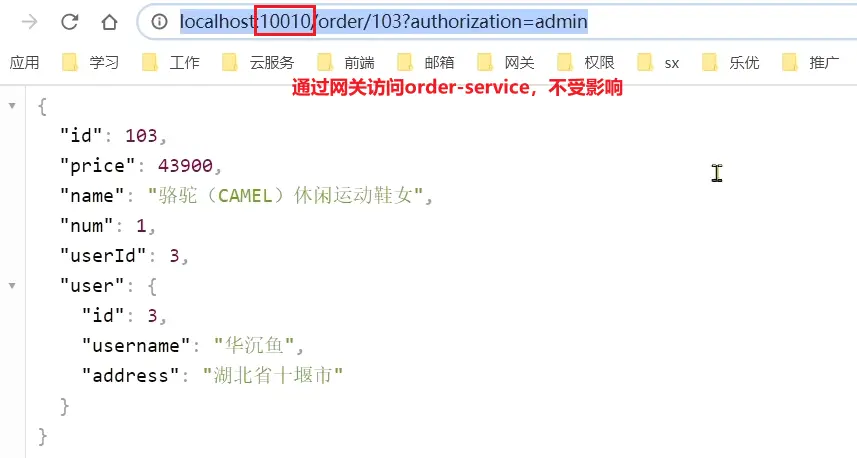 localhost:10010/order/103?authorization=admin
应用 学习 工作 云服务 前端 邮箱 网关 权限 sx 乐优 推广
通过网关访问order-service，不受影响
{
"id": 103,
"price": 43900,
"name": "骆驼（CAMEL）休闲运动鞋女",
"num": 1,
"userId": 3,
"user": {
"id": 3,
"username": "华沉鱼",
"address": "湖北省十堰市"
}
}